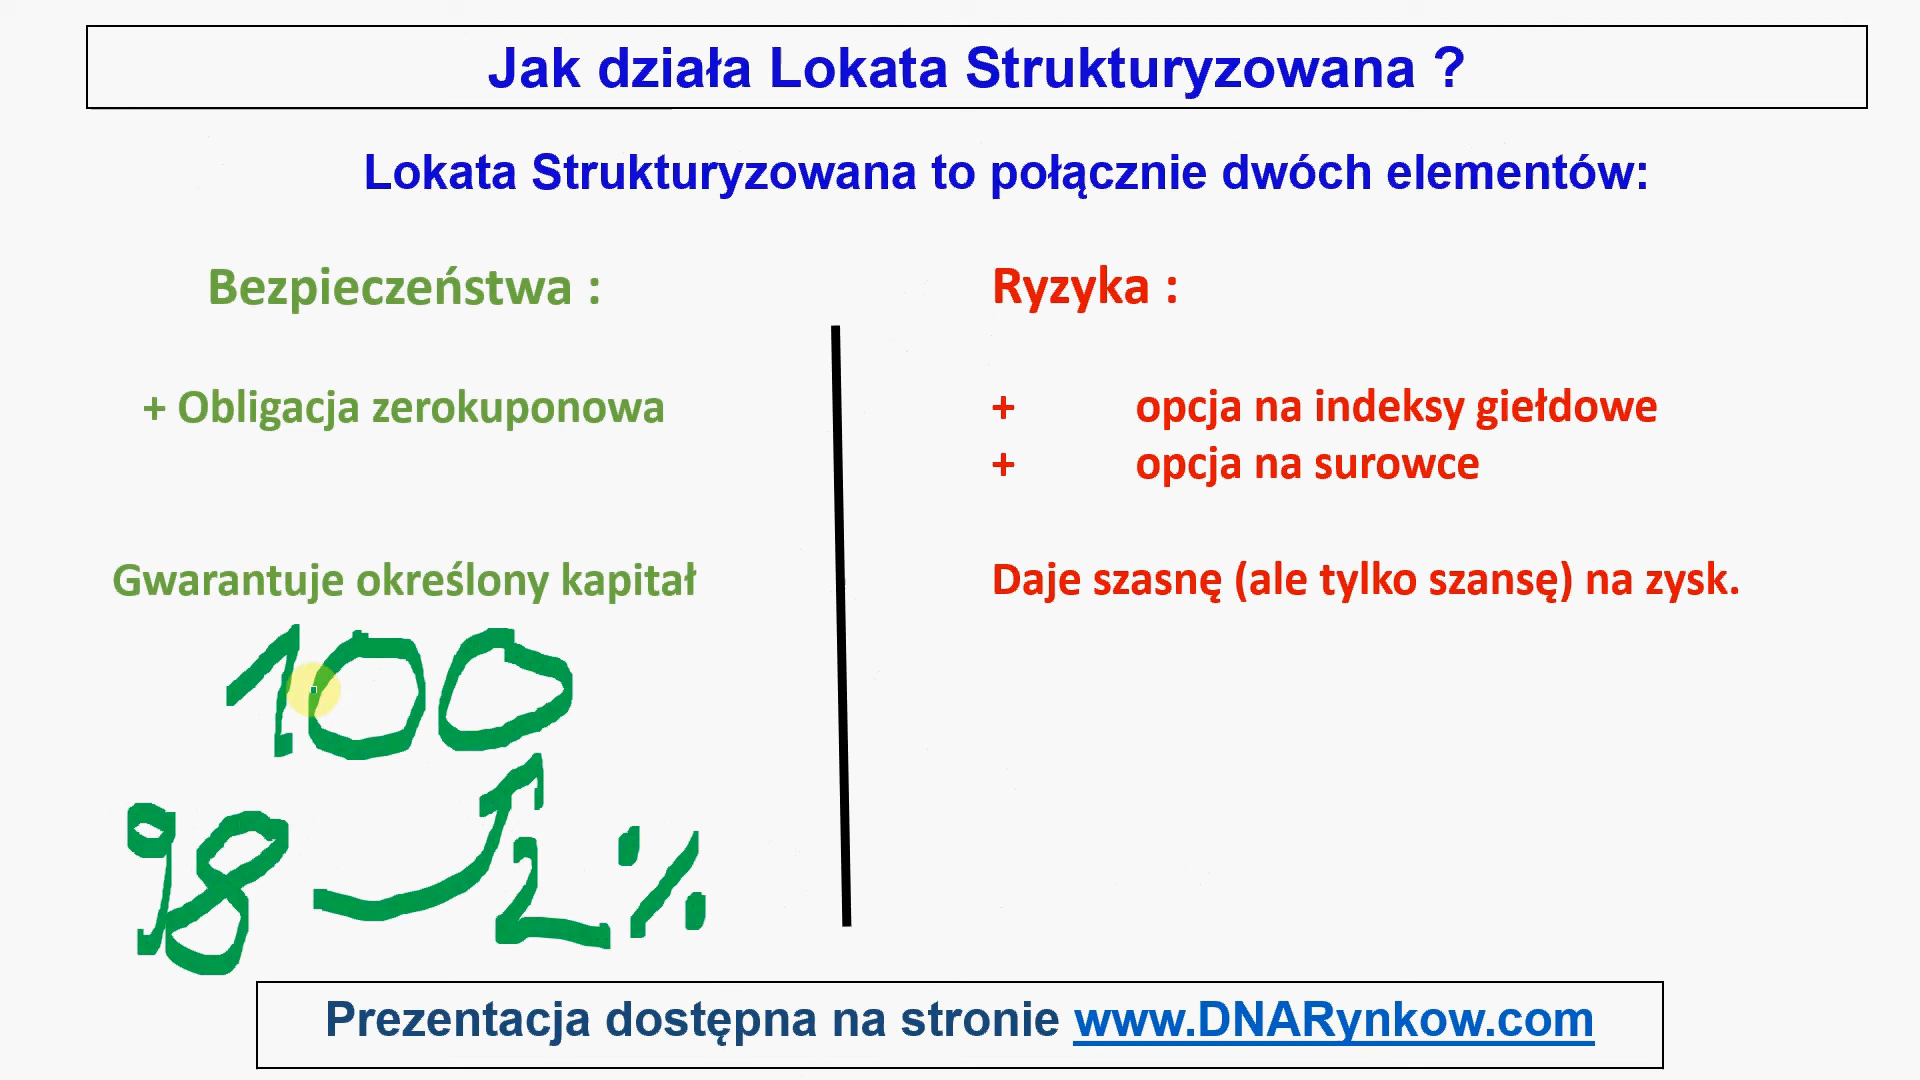 Jak działa Lokata Strukturyzowana ?
Lokata Strukturyzowana to połącznie dwóch elementów:
Bezpieczeństwa :
+ Obligacja zerokuponowa
Gwarantuje określony kapitał
100
98 2%
Ryzyka :
+ opcja na indeksy giełdowe
+ opcja na surowce
Daje szasnę (ale tylko szansę) na zysk.
Prezentacja dostępna na stronie www.DNARynkow.com